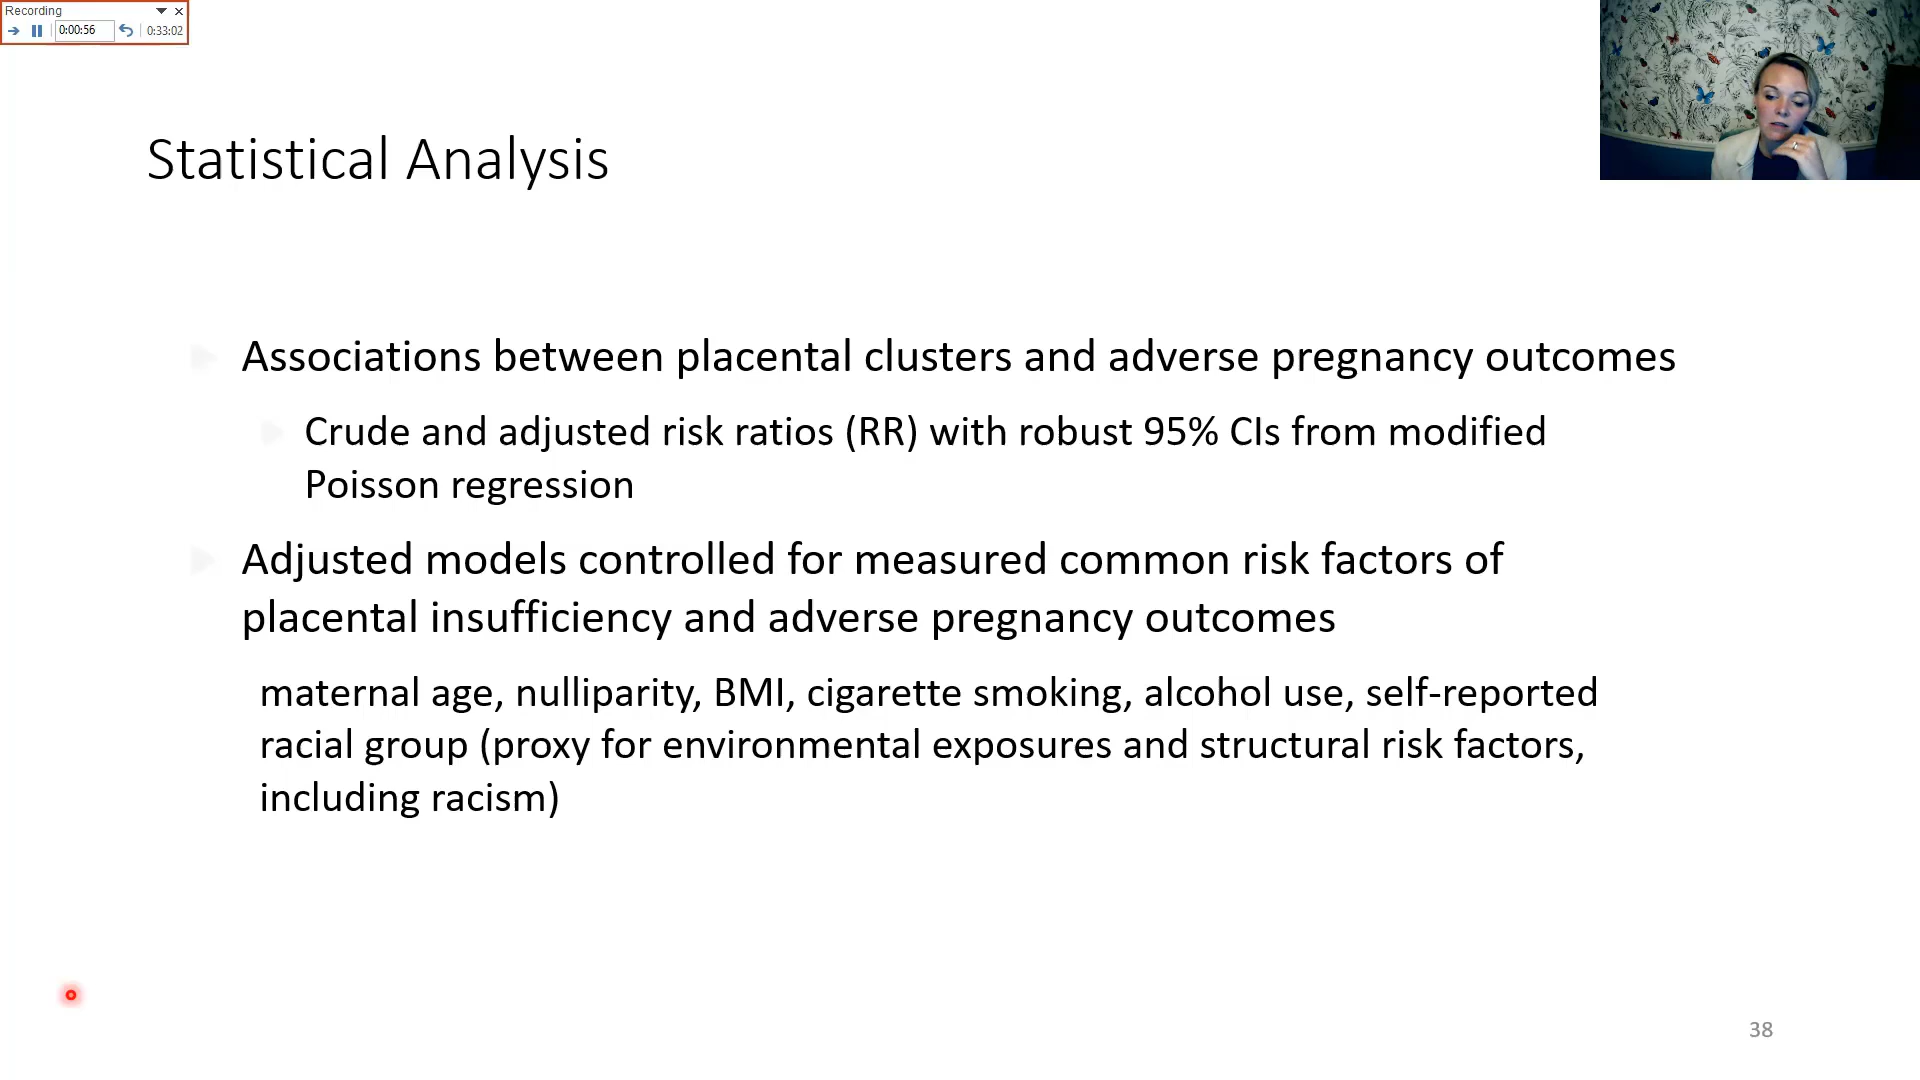 Recording
0:00:56 0:33:02
Statistical Analysis
Associations between placental clusters and adverse pregnancy outcomes
Crude and adjusted risk ratios (RR) with robust 95% CIs from modified
Poisson regression
Adjusted models controlled for measured common risk factors of
placental insufficiency and adverse pregnancy outcomes
maternal age, nulliparity, BMI, cigarette smoking, alcohol use, self-reported
racial group (proxy for environmental exposures and structural risk factors,
including racism)
38